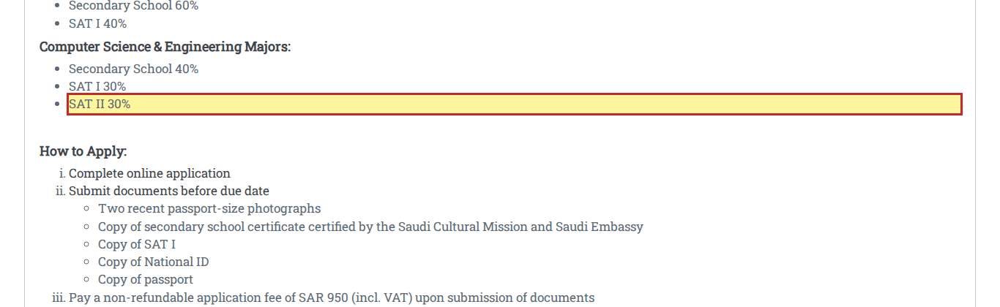 Secondary School 60%
SAT I 40%
Computer Science & Engineering Majors:
Secondary School 40%
SAT I 30%
SAT II 30%
How to Apply:
i. Complete online application
ii. Submit documents before due date
Two recent passport-size photographs
Copy of secondary school certificate certified by the Saudi Cultural Mission and Saudi Embassy
Copy of SAT I
Copy of National ID
Copy of passport
iii. Pay a non-refundable application fee of SAR 950 (incl. VAT) upon submission of documents